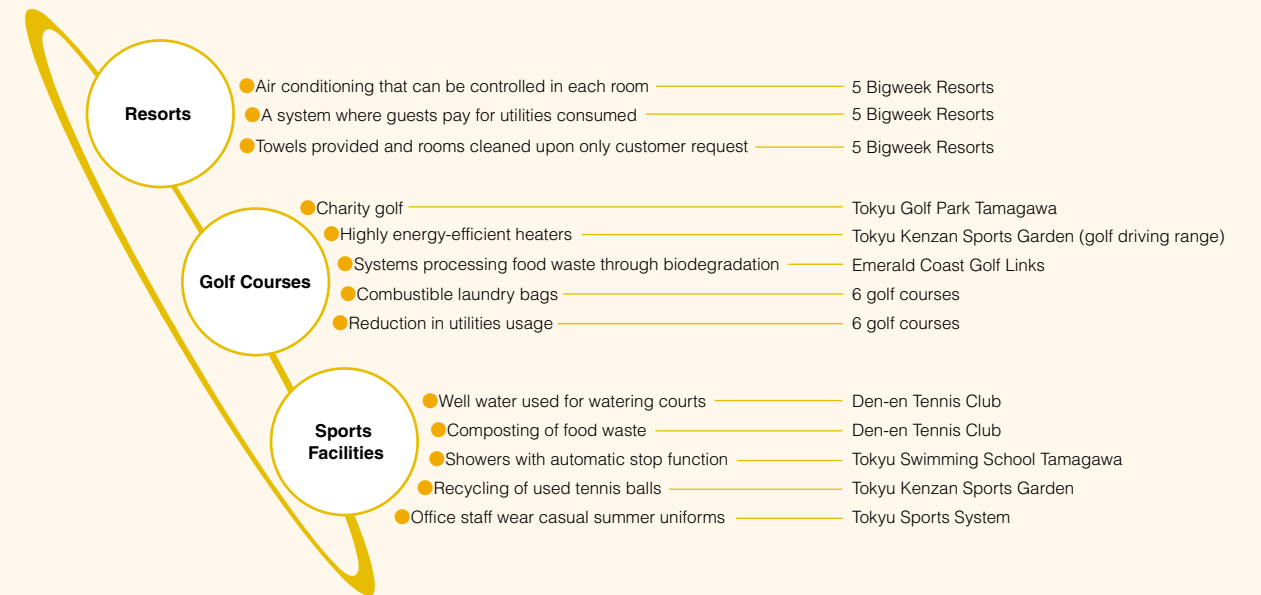 Resorts
●Air conditioning that can be controlled in each room 5 Bigweek Resorts
●A system where guests pay for utilities consumed 5 Bigweek Resorts
●Towels provided and rooms cleaned upon only customer request 5 Bigweek Resorts
Golf Courses
●Charity golf Tokyu Golf Park Tamagawa
●Highly energy-efficient heaters Tokyu Kenzan Sports Garden (golf driving range)
●Systems processing food waste through biodegradation Emerald Coast Golf Links
●Combustible laundry bags 6 golf courses
●Reduction in utilities usage 6 golf courses
Sports
Facilities
●Well water used for watering courts Den-en Tennis Club
●Composting of food waste Den-en Tennis Club
●Showers with automatic stop function Tokyu Swimming School Tamagawa
●Recycling of used tennis balls Tokyu Kenzan Sports Garden
●Office staff wear casual summer uniforms Tokyu Sports System